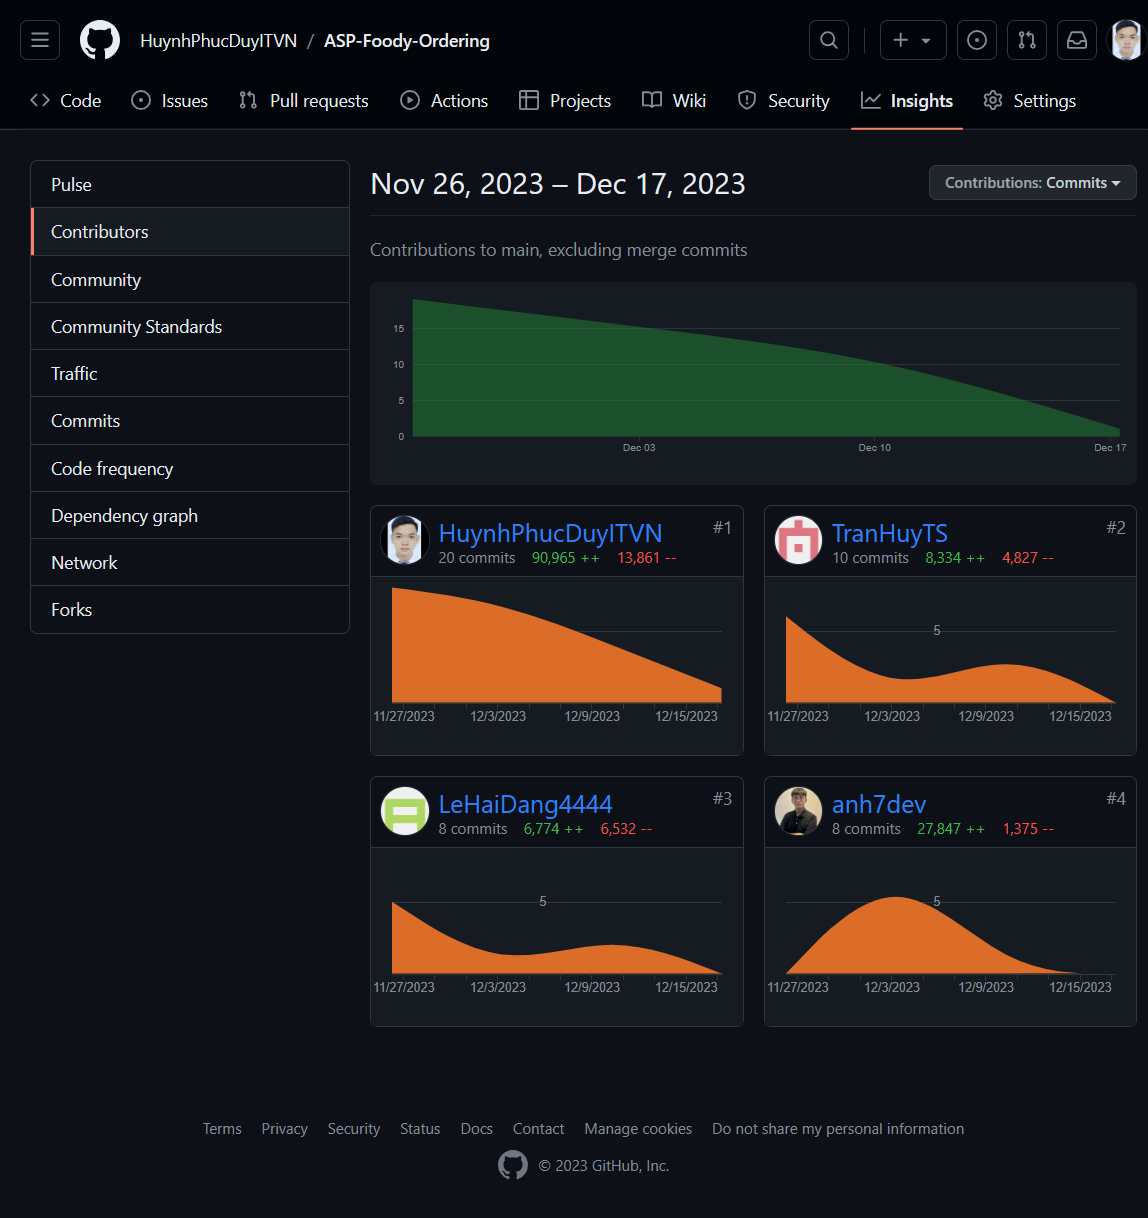 HuynhPhucDuyITVN / ASP-Foody-Ordering
Code Issues Pull requests Actions Projects Wiki Security Insights Settings
Pulse
Contributors
Community
Community Standards
Traffic
Commits
Code frequency
Dependency graph
Network
Forks
Nov 26, 2023 – Dec 17, 2023
Contributions: Commits
Contributions to main, excluding merge commits
15
10
5
0
Dec 03 Dec 10 Dec 17
HuynhPhucDuyITVN #1
20 commits 90,965 ++ 13,861 --
11/27/2023 12/3/2023 12/9/2023 12/15/2023
TranHuyTS #2
10 commits 8,334 ++ 4,827 --
5
11/27/2023 12/3/2023 12/9/2023 12/15/2023
LeHaiDang4444 #3
8 commits 6,774 ++ 6,532 --
5
11/27/2023 12/3/2023 12/9/2023 12/15/2023
anh7dev #4
8 commits 27,847 ++ 1,375 --
5
11/27/2023 12/3/2023 12/9/2023 12/15/2023
Terms Privacy Security Status Docs Contact Manage cookies Do not share my personal information
© 2023 GitHub, Inc.